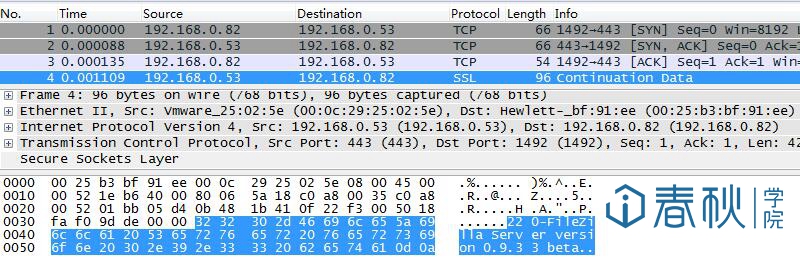 No. Time Source Destination Protocol Length Info
1 0.000000 192.168.0.82 192.168.0.53 TCP 66 1492→443 [SYN] Seq=0 Win=8192
2 0.000088 192.168.0.53 192.168.0.82 TCP 66 443→1492 [SYN, ACK] Seq=0 Ack=
3 0.000135 192.168.0.82 192.168.0.53 TCP 54 1492→443 [ACK] Seq=1 Ack=1 Win=
4 0.001109 192.168.0.53 192.168.0.82 SSL 96 Continuation Data
Frame 4: 96 bytes on wire (768 bits), 96 bytes captured (768 bits)
Ethernet II, Src: Vmware_25:02:5e (00:0c:29:25:02:5e), Dst: Hewlett-_bf:91:ee (00:25:b3:bf:91:ee)
Internet Protocol Version 4, Src: 192.168.0.53 (192.168.0.53), Dst: 192.168.0.82 (192.168.0.82)
Transmission Control Protocol, Src Port: 443 (443), Dst Port: 1492 (1492), Seq: 1, Ack: 1, Len: 42
Secure Sockets Layer
0000 00 25 b3 bf 91 ee 00 0c 29 25 02 5e 08 00 45 00 .%...... )%.^..E.
0010 00 52 1e b6 40 00 80 06 5a 18 c0 a8 00 35 c0 a8 .R..@... Z....5..
0020 00 52 01 bb 05 d4 0b 48 1b 41 0f 22 f3 00 50 18 .R.....H .A."..P.
0030 fa f0 9d de 00 00 32 32 30 2d 46 69 6c 65 5a 69 ......22 0-FileZi
0040 6c 6c 61 20 53 65 72 76 65 72 20 76 65 72 73 69 lla Serv er versi
0050 6f 6e 20 30 2e 39 2e 33 33 20 62 65 74 61 0d 0a on 0.9.3 3 beta..
春秋学院